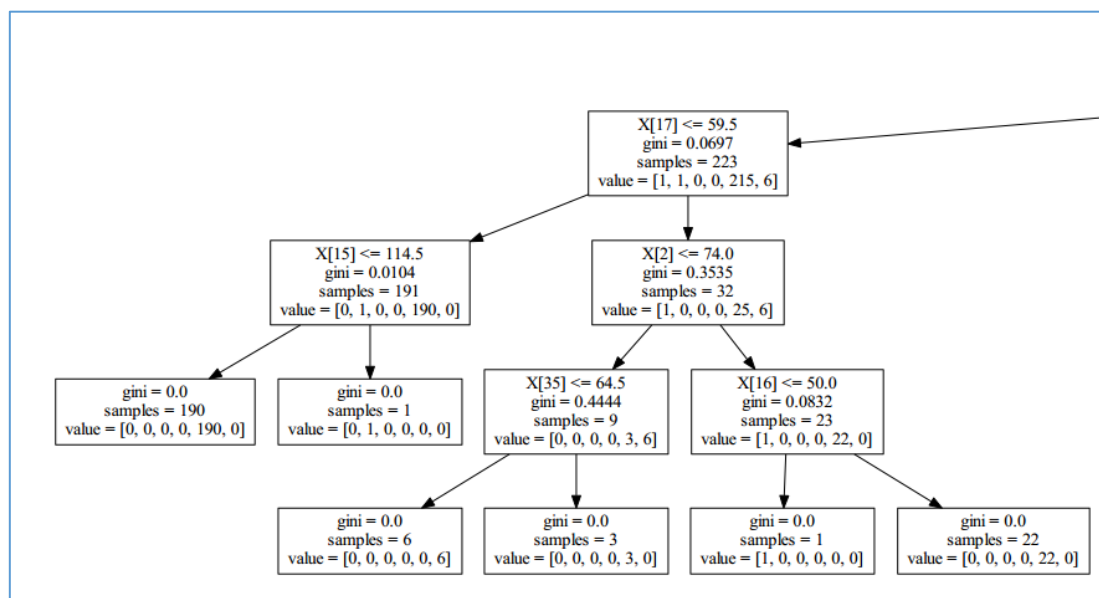 X[17] <= 59.5
gini = 0.0697
samples = 223
value = [1, 1, 0, 0, 215, 6]
X[15] <= 114.5
gini = 0.0104
samples = 191
value = [0, 1, 0, 0, 190, 0]
X[2] <= 74.0
gini = 0.3535
samples = 32
value = [1, 0, 0, 0, 25, 6]
gini = 0.0
samples = 190
value = [0, 0, 0, 0, 190, 0]
gini = 0.0
samples = 1
value = [0, 1, 0, 0, 0, 0]
X[35] <= 64.5
gini = 0.4444
samples = 9
value = [0, 0, 0, 0, 3, 6]
X[16] <= 50.0
gini = 0.0832
samples = 23
value = [1, 0, 0, 0, 22, 0]
gini = 0.0
samples = 6
value = [0, 0, 0, 0, 0, 6]
gini = 0.0
samples = 3
value = [0, 0, 0, 0, 3, 0]
gini = 0.0
samples = 1
value = [1, 0, 0, 0, 0, 0]
gini = 0.0
samples = 22
value = [0, 0, 0, 0, 22, 0]